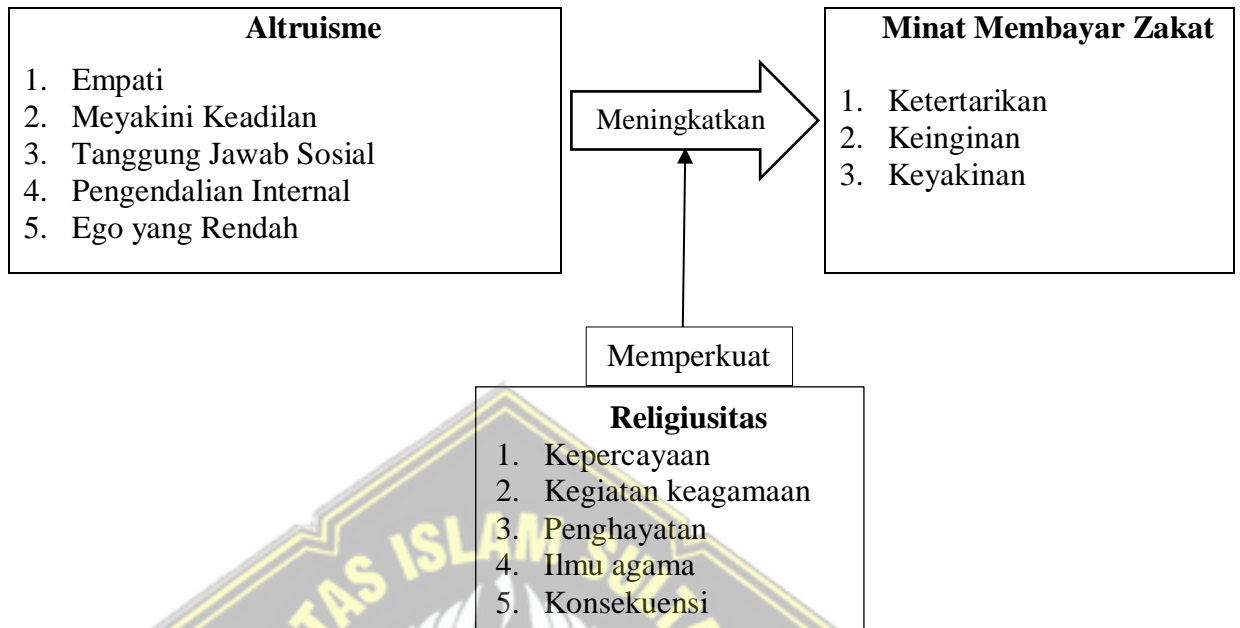 Altruisme
1. Empati
2. Meyakini Keadilan
3. Tanggung Jawab Sosial
4. Pengendalian Internal
5. Ego yang Rendah
Meningkatkan
Minat Membayar Zakat
1. Ketertarikan
2. Keinginan
3. Keyakinan
Memperkuat
Religiusitas
1. Kepercayaan
2. Kegiatan keagamaan
3. Penghayatan
4. Ilmu agama
5. Konsekuensi
ISLAM